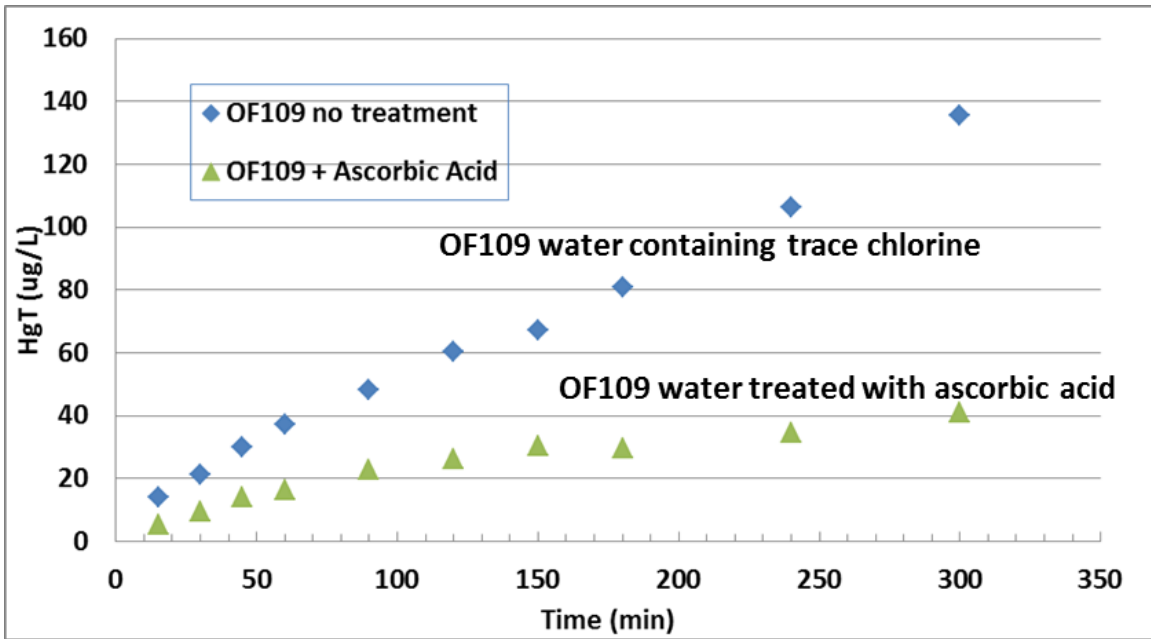 160
140
120
100
80
60
40
20
0
HgT (ug/L)
OF109 no treatment
OF109 + Ascorbic Acid
OF109 water containing trace chlorine
OF109 water treated with ascorbic acid
0 50 100 150 200 250 300 350
Time (min)